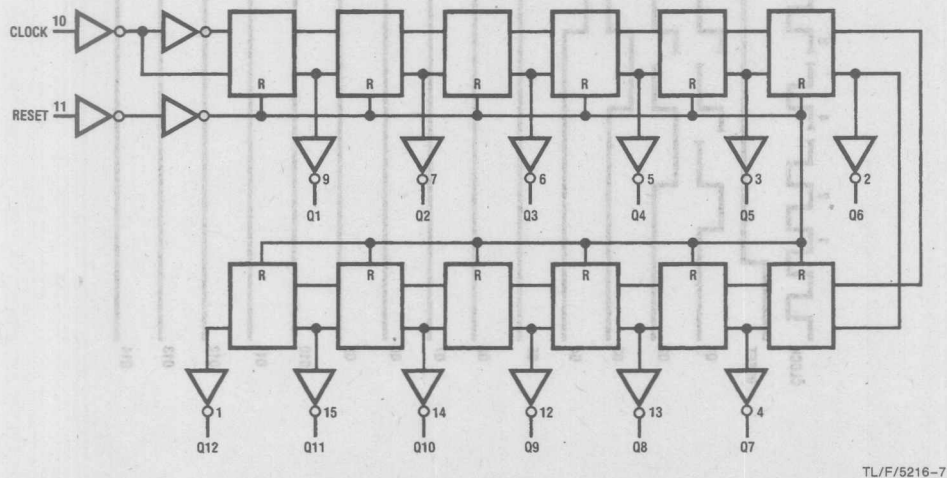 CLOCK 10
R R R R R R
RESET 11
9 7 6 5 3 2
Q1 Q2 Q3 Q4 Q5 Q6
R R R R R R
1 15 14 12 13 4
Q12 Q11 Q10 Q9 Q8 Q7
TL/F/5216-7